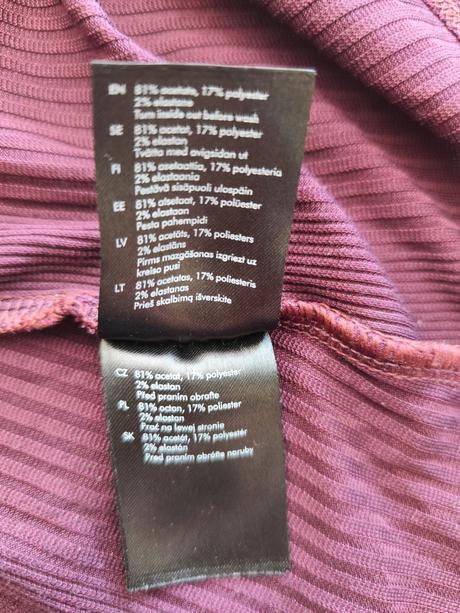 EN 81% acetate, 17% polyester
2% elastane
Turn inside out before wash
SE 81% acetat, 17% polyester
2% elastan
Tvätta med avigsidan ut
FI 81% asetaattia, 17% polyesteria
2% elastaania
Pestävä sisäpuoli ulospäin
EE 81% atsetaat, 17% polüester
2% elastaan
Pesta pahempidi
LV 81% acetāts, 17% poliesters
2% elastāns
Pirms mazgāšanas izgriezt uz
kreiso pusi
LT 81% acetatas, 17% poliesteris
2% elastanas
Prieš skalbimą išverskite
CZ 81% acetat, 17% polyester
2% elastan
Před praním obraťte
PL 81% octan, 17% poliester
2% elastan
Prać na lewej stronie
SK 81% acetát, 17% polyestér
2% elastán
Pred praním obráťte naruby